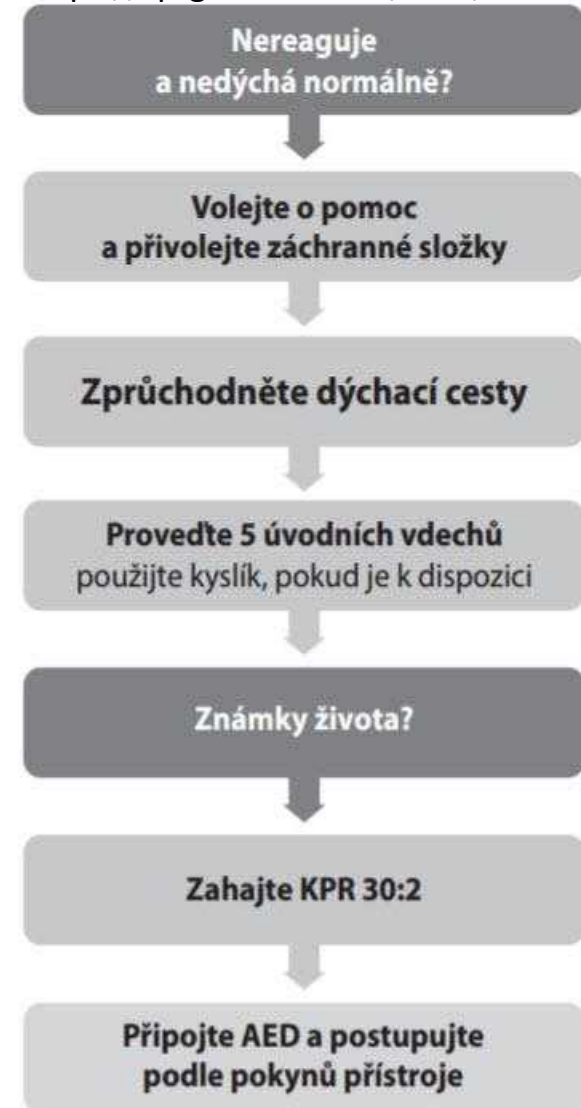 Nereaguje
a nedýchá normálně?
Volejte o pomoc
a přivolejte záchranné složky
Zprůchodněte dýchací cesty
Proveďte 5 úvodních vdechů
použijte kyslík, pokud je k dispozici
Známky života?
Zahajte KPR 30:2
Připojte AED a postupujte
podle pokynů přístroje